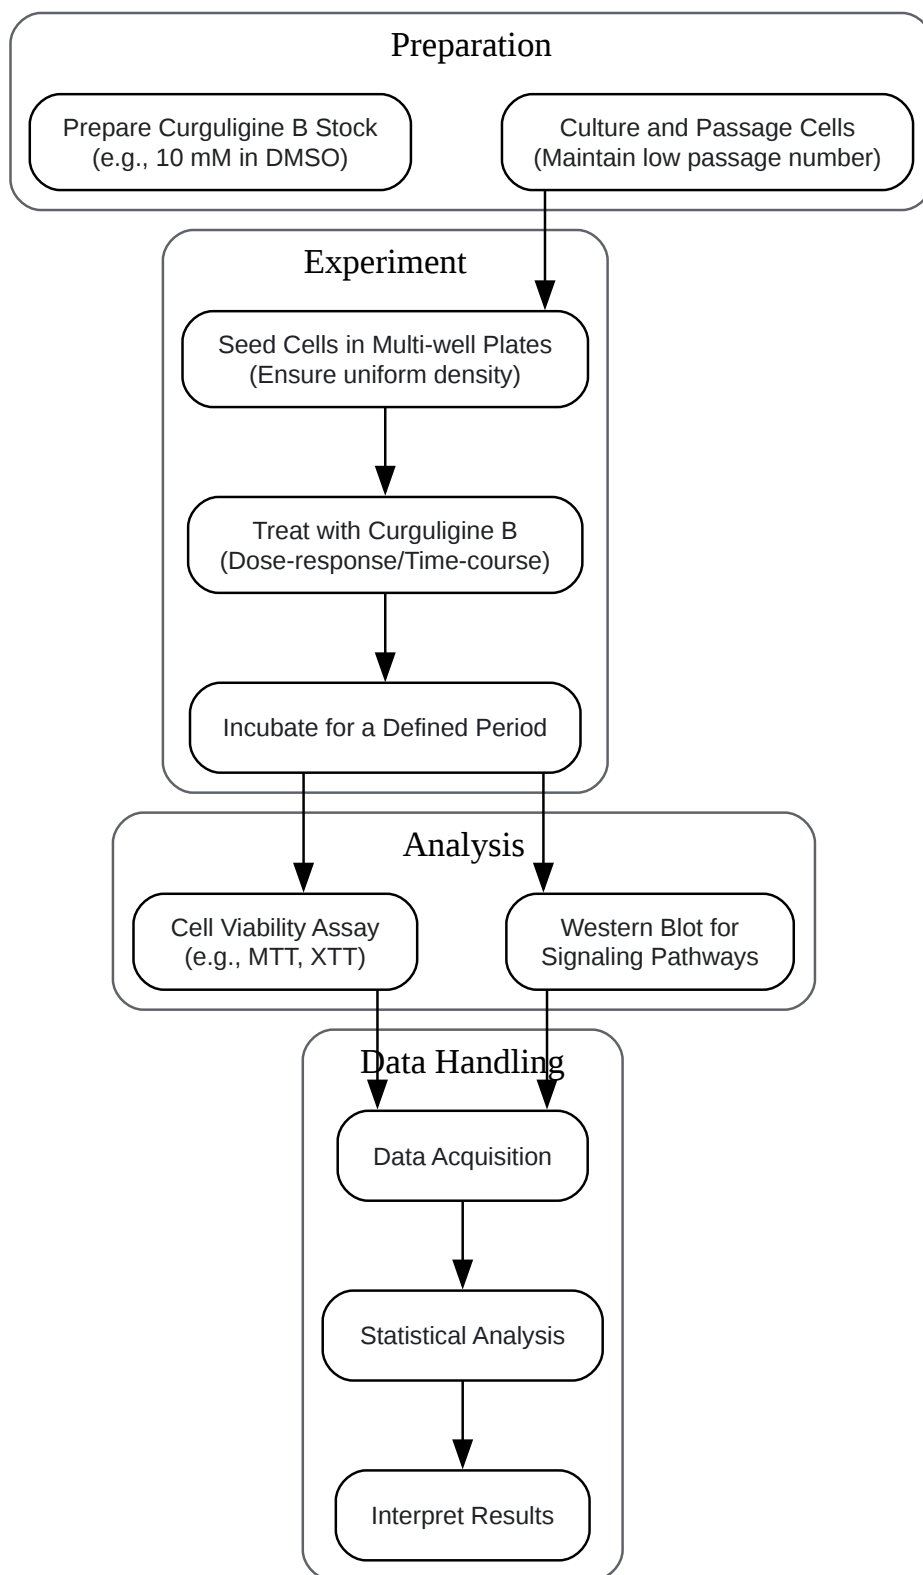 Preparation
Prepare Curguligine B Stock
(e.g., 10 mM in DMSO)
Culture and Passage Cells
(Maintain low passage number)
Experiment
Seed Cells in Multi-well Plates
(Ensure uniform density)
Treat with Curguligine B
(Dose-response/Time-course)
Incubate for a Defined Period
Analysis
Cell Viability Assay
(e.g., MTT, XTT)
Western Blot for
Signaling Pathways
Data Handling
Data Acquisition
Statistical Analysis
Interpret Results